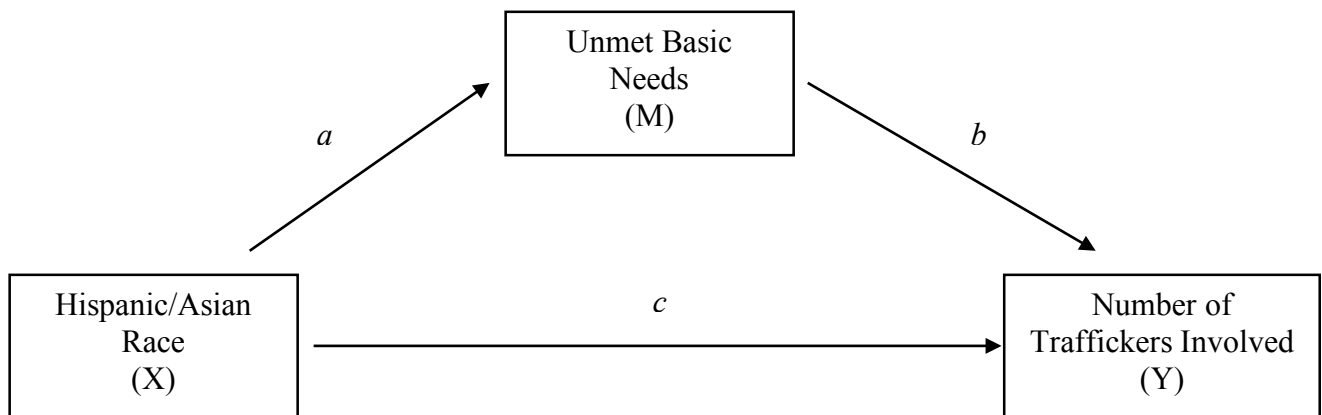 Unmet Basic
Needs
(M)
a
b
Hispanic/Asian
Race
(X)
c
Number of
Traffickers Involved
(Y)